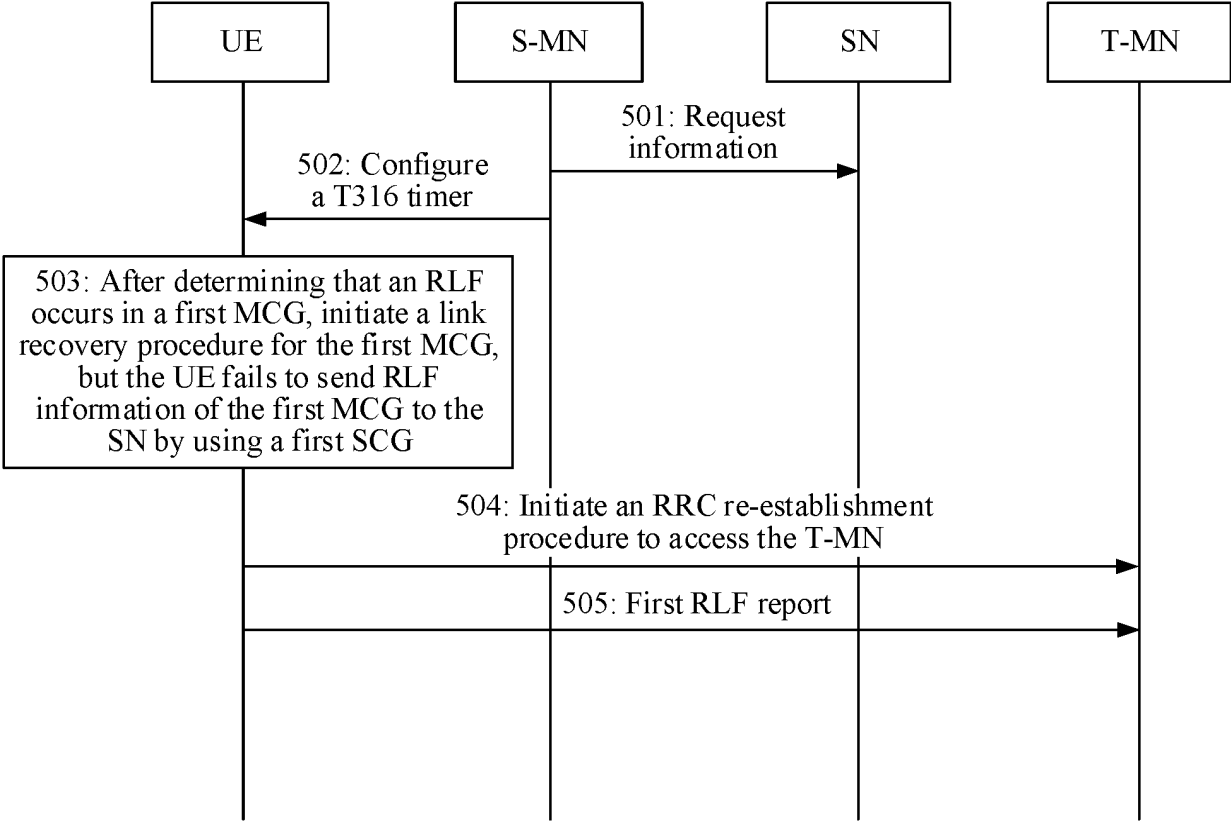 UE
S-MN
SN
T-MN
501: Request
information
502: Configure
a T316 timer
503: After determining that an RLF
occurs in a first MCG, initiate a link
recovery procedure for the first MCG,
but the UE fails to send RLF
information of the first MCG to the
SN by using a first SCG
504: Initiate an RRC re-establishment
procedure to access the T-MN
505: First RLF report